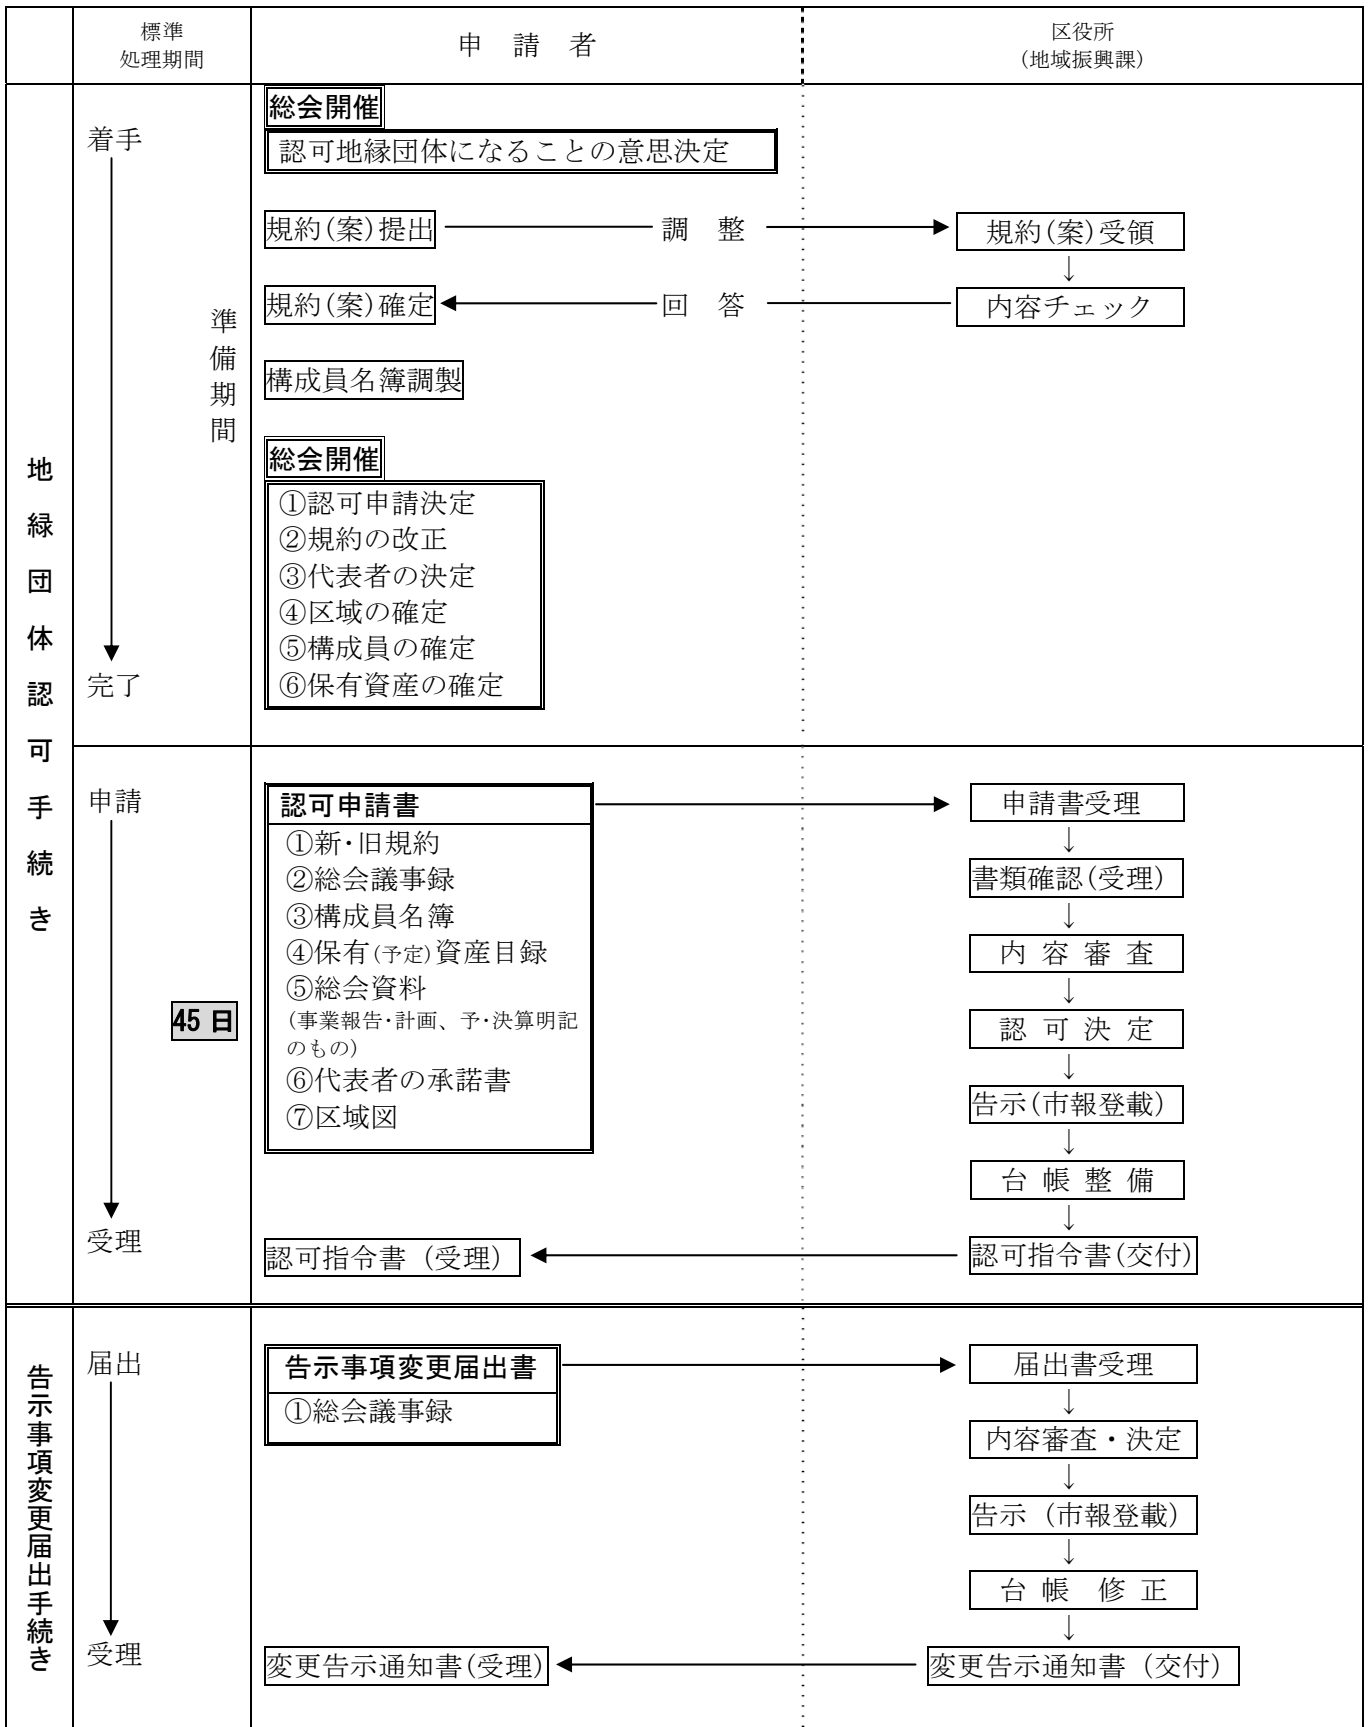 標準
処理期間
申　請　者
区役所
（地域振興課）
地縁団体認可手続き
着手
準備期間
完了
総会開催
認可地縁団体になることの意思決定
規約(案)提出
調　整
規約(案)受領
↓
規約(案)確定
回　答
内容チェック
構成員名簿調製
総会開催
①認可申請決定
②規約の改正
③代表者の決定
④区域の確定
⑤構成員の確定
⑥保有資産の確定
申請
45日
受理
認可申請書
①新・旧規約
②総会議事録
③構成員名簿
④保有(予定)資産目録
⑤総会資料
（事業報告・計画、予・決算明記
のもの）
⑥代表者の承諾書
⑦区域図
申請書受理
↓
書類確認(受理)
↓
内 容 審 査
↓
認 可 決 定
↓
告示(市報登載)
↓
台 帳 整 備
↓
認可指令書(交付)
認可指令書（受理）
告示事項変更届出手続き
届出
受理
告示事項変更届出書
①総会議事録
届出書受理
↓
内容審査・決定
↓
告示（市報登載）
↓
台 帳　修 正
↓
変更告示通知書（交付）
変更告示通知書(受理)